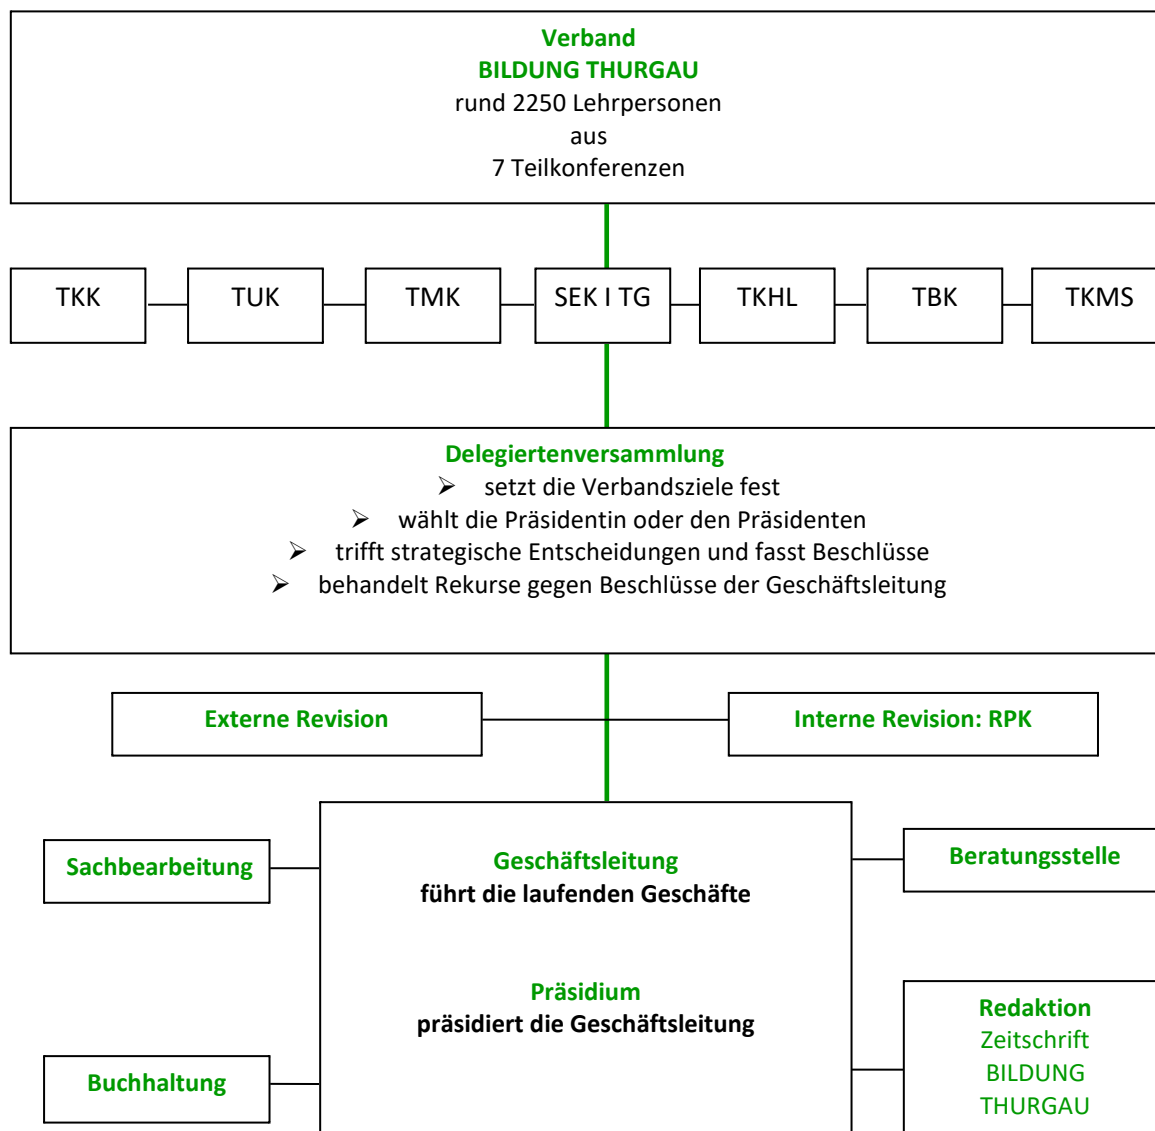 Verband
BILDUNG THURGAU
rund 2250 Lehrpersonen
aus
7 Teilkonferenzen
TKK
TUK
TMK
SEK I TG
TKHL
TBK
TKMS
Delegiertenversammlung
➢ setzt die Verbandsziele fest
➢ wählt die Präsidentin oder den Präsidenten
➢ trifft strategische Entscheidungen und fasst Beschlüsse
➢ behandelt Rekurse gegen Beschlüsse der Geschäftsleitung
Externe Revision
Interne Revision: RPK
Sachbearbeitung
Geschäftsleitung
führt die laufenden Geschäfte
Beratungsstelle
Präsidium
präsidiert die Geschäftsleitung
Buchhaltung
Redaktion
Zeitschrift
BILDUNG
THURGAU